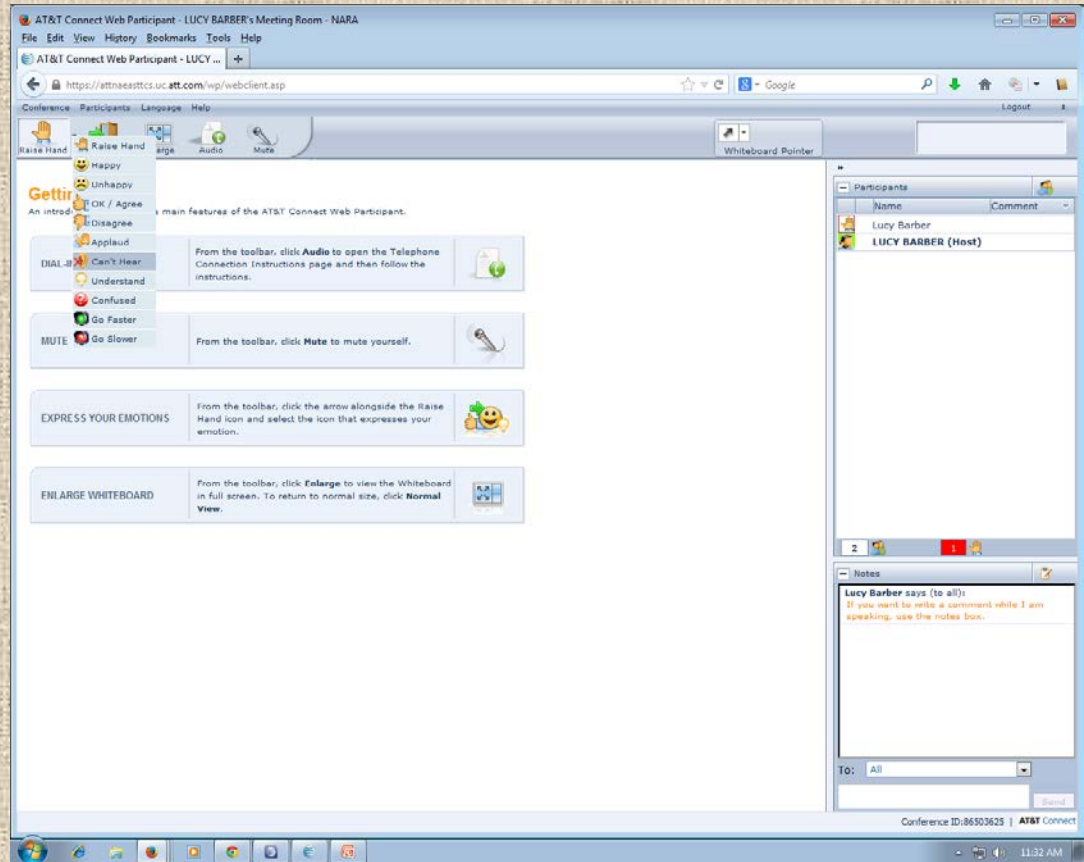 AT&T Connect Web Participant - LUCY BARBER's Meeting Room - NARA
File Edit View History Bookmarks Tools Help
AT&T Connect Web Participant - LUCY ...
https://attnaeasttcs.uc.att.com/wp/webclient.asp
Google
Conference Participants Language Help
Logout
Raise Hand
Audio
Mute
Whiteboard Pointer
Raise Hand
Happy
Unhappy
OK / Agree
Disagree
Applaud
Can't Hear
Understand
Confused
Go Faster
Go Slower
main features of the AT&T Connect Web Participant.
From the toolbar, click Audio to open the Telephone
Connection Instructions page and then follow the
instructions.
MUTE
From the toolbar, click Mute to mute yourself.
EXPRESS YOUR EMOTIONS
From the toolbar, click the arrow alongside the Raise
Hand icon and select the icon that expresses your
emotion.
ENLARGE WHITEBOARD
From the toolbar, click Enlarge to view the Whiteboard
in full screen. To return to normal size, click Normal
View.
Participants
Name Comment
Lucy Barber
LUCY BARBER (Host)
2 1
Notes
Lucy Barber says (to all):
If you want to write a comment while I am
speaking, use the notes box.
To: All
Send
Conference ID:86503625 | AT&T Connect
11:32 AM